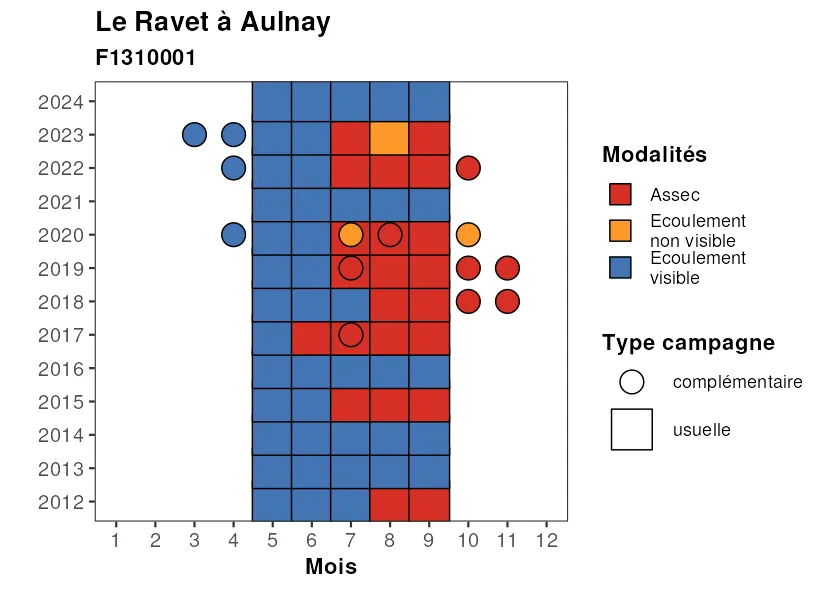 Le Ravet à Aulnay
F1310001
2024
2023
2022
2021
2020
2019
2018
2017
2016
2015
2014
2013
2012
1 2 3 4 5 6 7 8 9 10 11 12
Mois
Modalités
Assec
Ecoulement
non visible
Ecoulement
visible
Type campagne
complémentaire
usuelle